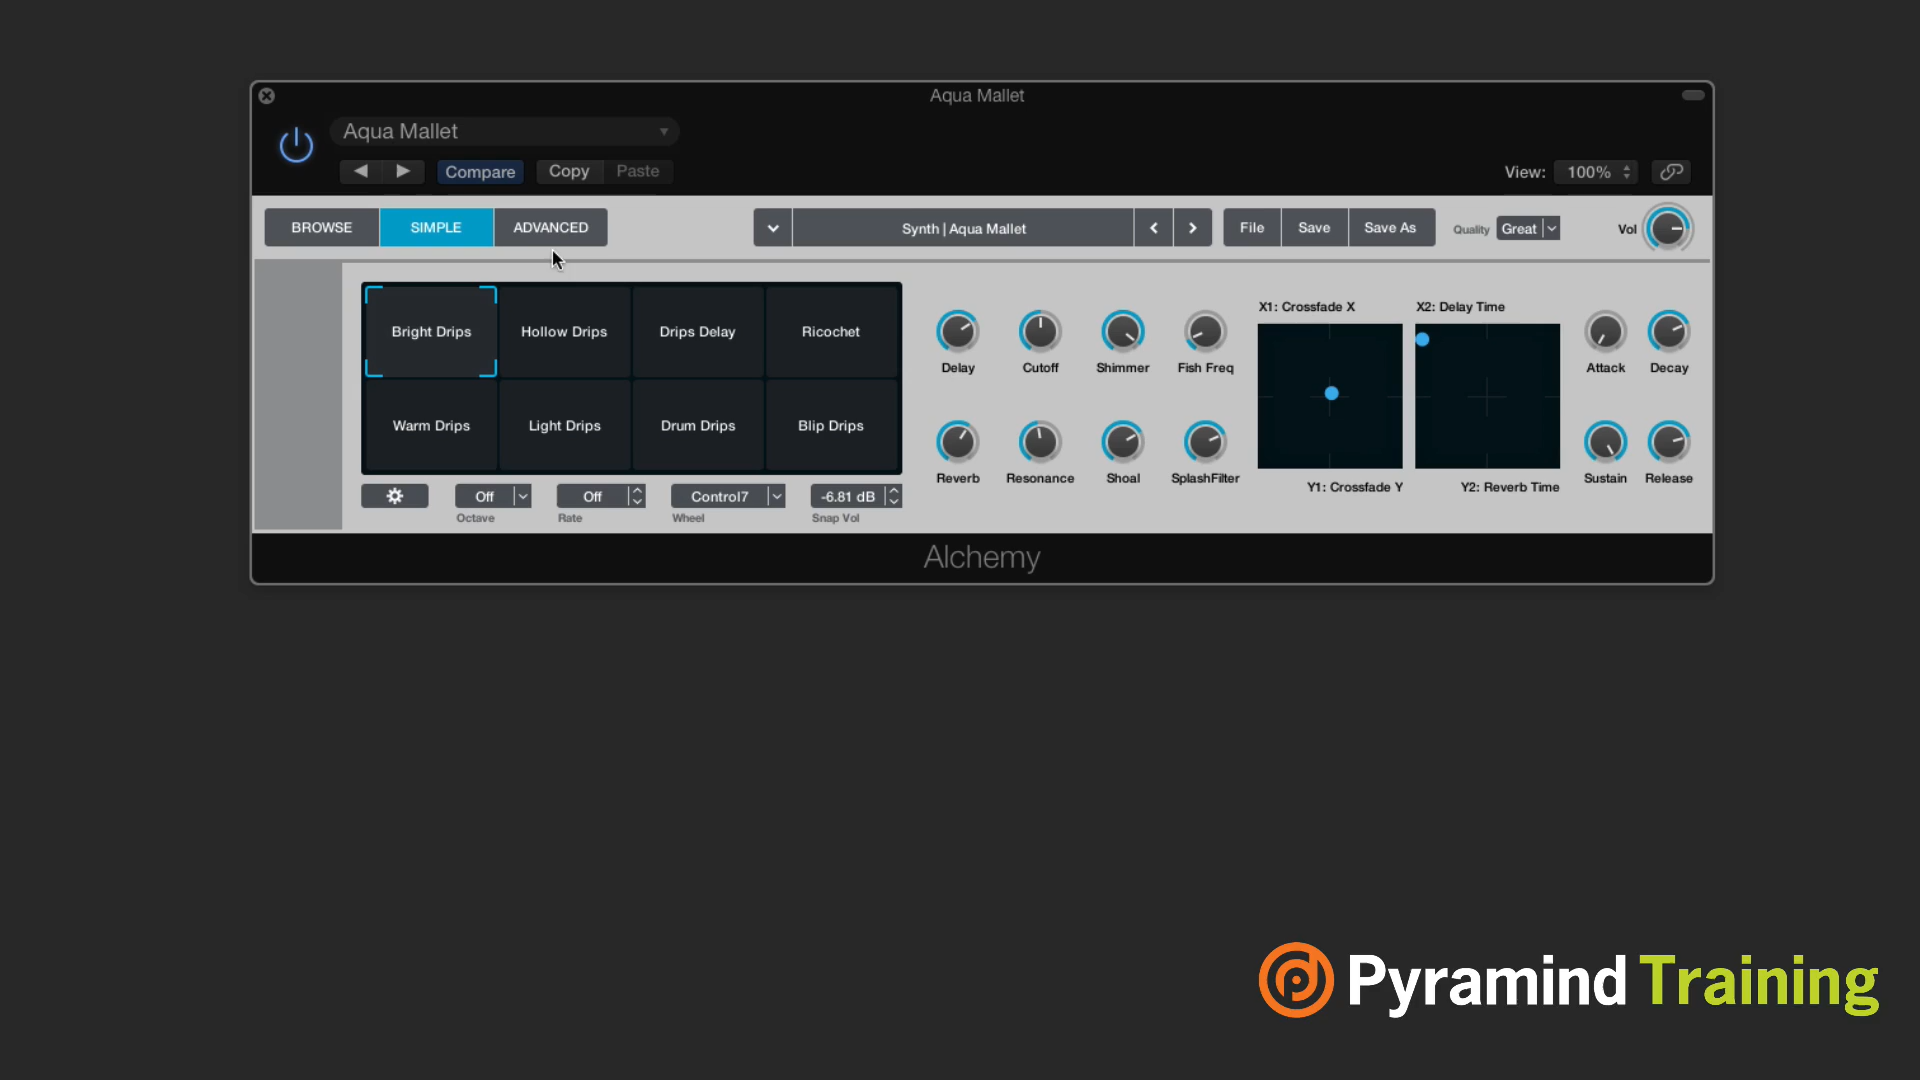 Aqua Mallet
Aqua Mallet
Compare Copy Paste
View: 100%
BROWSE SIMPLE ADVANCED Synth | Aqua Mallet File Save Save As Quality Great Vol
Bright Drips Hollow Drips Drips Delay Ricochet
Warm Drips Light Drips Drum Drips Blip Drips
Off Off Control7 -6.81 dB
Octave Rate Wheel Snap Vol
Delay Cutoff Shimmer Fish Freq
Reverb Resonance Shoal SplashFilter
X1: Crossfade X X2: Delay Time
Y1: Crossfade Y Y2: Reverb Time
Attack Decay
Sustain Release
Alchemy
Pyramind Training